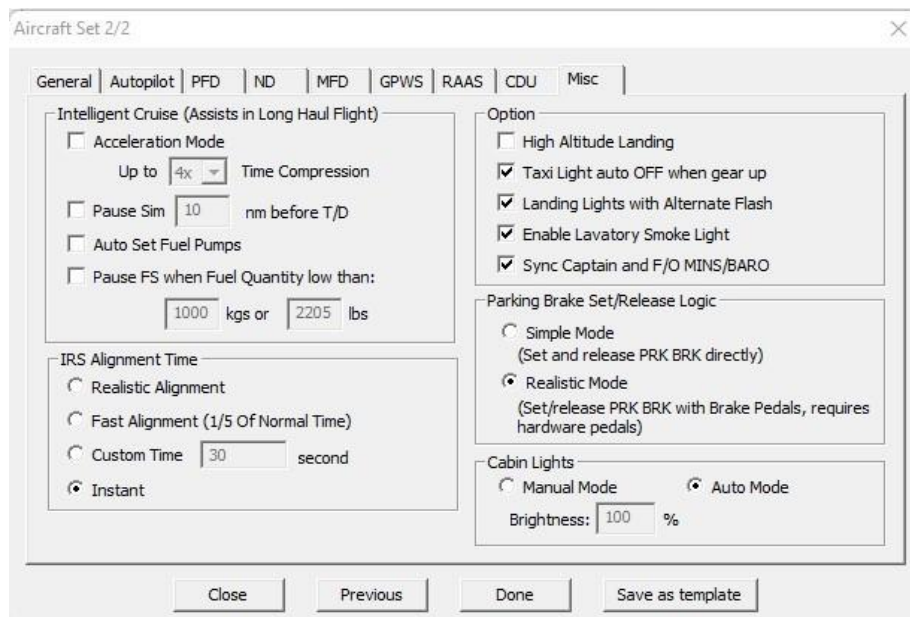 Aircraft Set 2/2
General Autopilot PFD ND MFD GPWS RAAS CDU Misc
Intelligent Cruise (Assists in Long Haul Flight)
Acceleration Mode
Up to 4x Time Compression
Pause Sim 10 nm before T/D
Auto Set Fuel Pumps
Pause FS when Fuel Quantity low than:
1000 kgs or 2205 lbs
IRS Alignment Time
Realistic Alignment
Fast Alignment (1/5 Of Normal Time)
Custom Time 30 second
Instant
Option
High Altitude Landing
Taxi Light auto OFF when gear up
Landing Lights with Alternate Flash
Enable Lavatory Smoke Light
Sync Captain and F/O MINS/BARO
Parking Brake Set/Release Logic
Simple Mode
(Set and release PRK BRK directly)
Realistic Mode
(Set/release PRK BRK with Brake Pedals, requires
hardware pedals)
Cabin Lights
Manual Mode Auto Mode
Brightness: 100 %
Close Previous Done Save as template